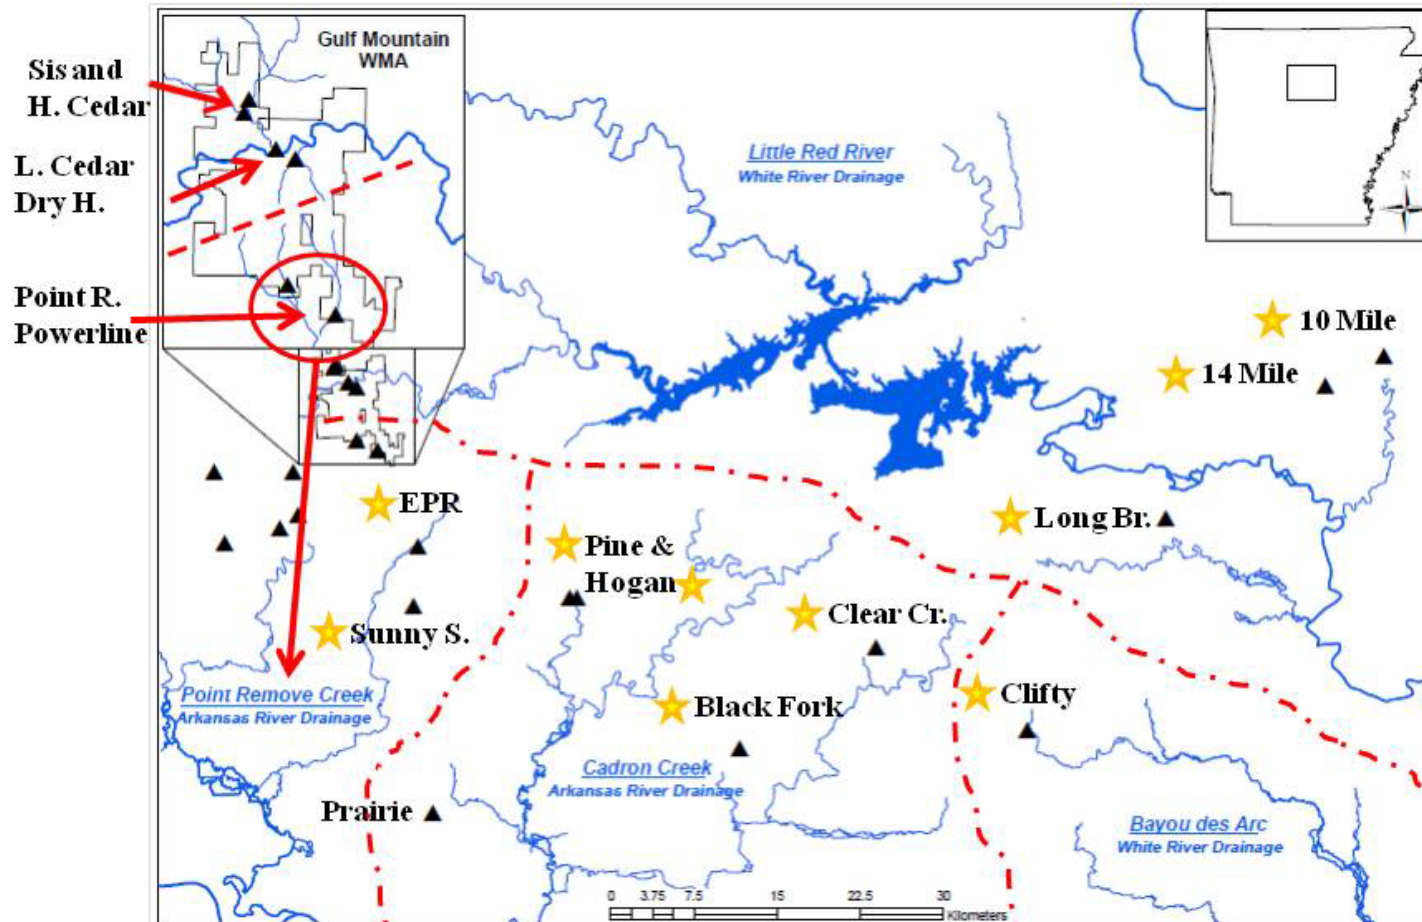 Gulf Mountain
WMA
Sis and
H. Cedar
L. Cedar
Dry H.
Point R.
Powerline
Little Red River
White River Drainage
N
10 Mile
14 Mile
EPR
Long Br.
Pine &
Hogan
Clear Cr.
Sunny S.
Point Remove Creek
Arkansas River Drainage
Black Fork
Clifty
Cadron Creek
Arkansas River Drainage
Prairie
Bayou des Arc
White River Drainage
0 3.75 7.5 15 22.5 30
Kilometers